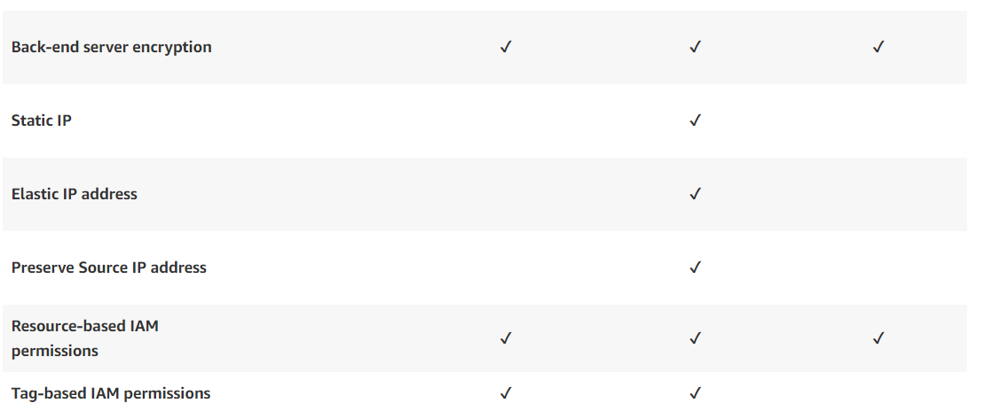 Back-end server encryption ✓ ✓ ✓
Static IP ✓
Elastic IP address ✓
Preserve Source IP address ✓
Resource-based IAM
permissions ✓ ✓ ✓
Tag-based IAM permissions ✓ ✓